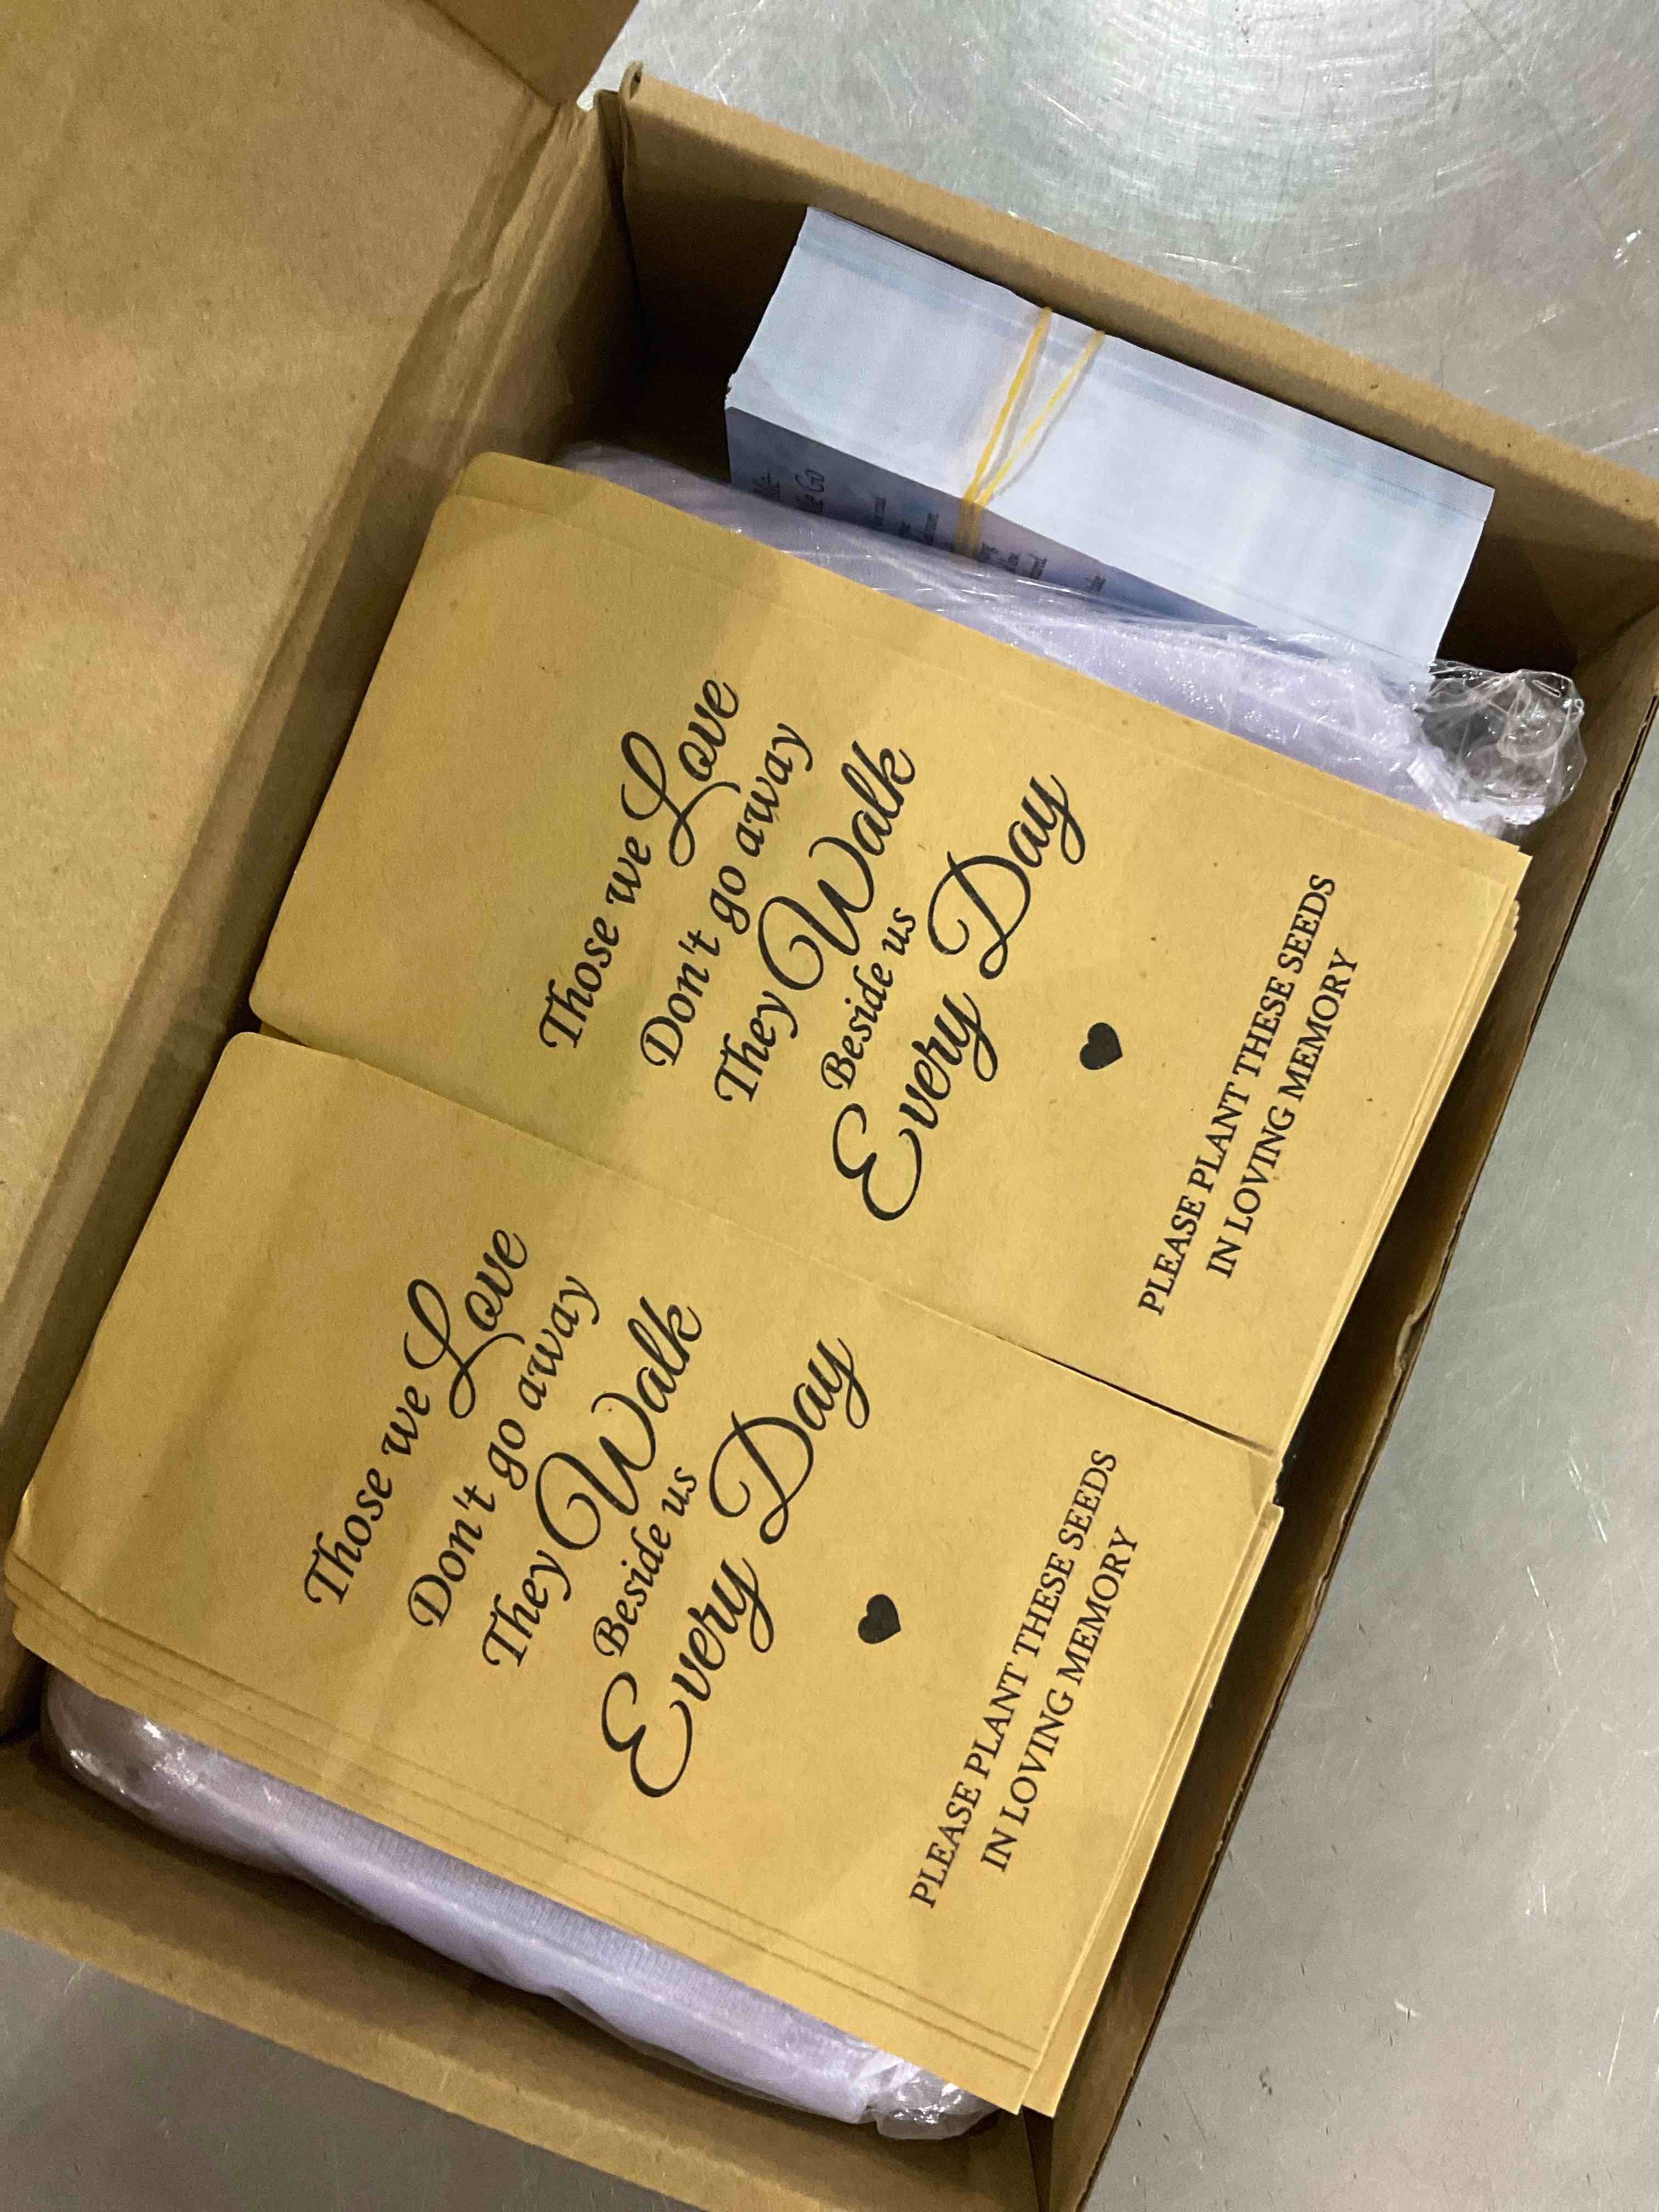 Those we Love
Don't go away
They Walk
Beside us
Every Day
PLEASE PLANT THESE SEEDS
IN LOVING MEMORY
Those we Love
Don't go away
They Walk
Beside us
Every Day
PLEASE PLANT THESE SEEDS
IN LOVING MEMORY
Me
Go